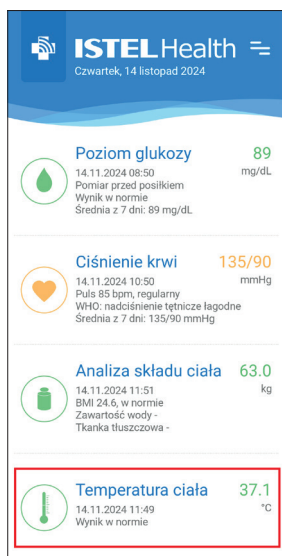 ISTEL Health
Czwartek, 14 listopad 2024
Poziom glukozy 89
14.11.2024 08:50 mg/dL
Pomiar przed posiłkiem
Wynik w normie
Średnia z 7 dni: 89 mg/dL
Ciśnienie krwi 135/90
14.11.2024 10:50 mmHg
Puls 85 bpm, regularny
WHO: nadciśnienie tętnicze łagodne
Średnia z 7 dni: 135/90 mmHg
Analiza składu ciała 63.0
14.11.2024 11:51 kg
BMI 24.6, w normie
Zawartość wody -
Tkanka tłuszczowa -
Temperatura ciała 37.1
14.11.2024 11:49 °C
Wynik w normie